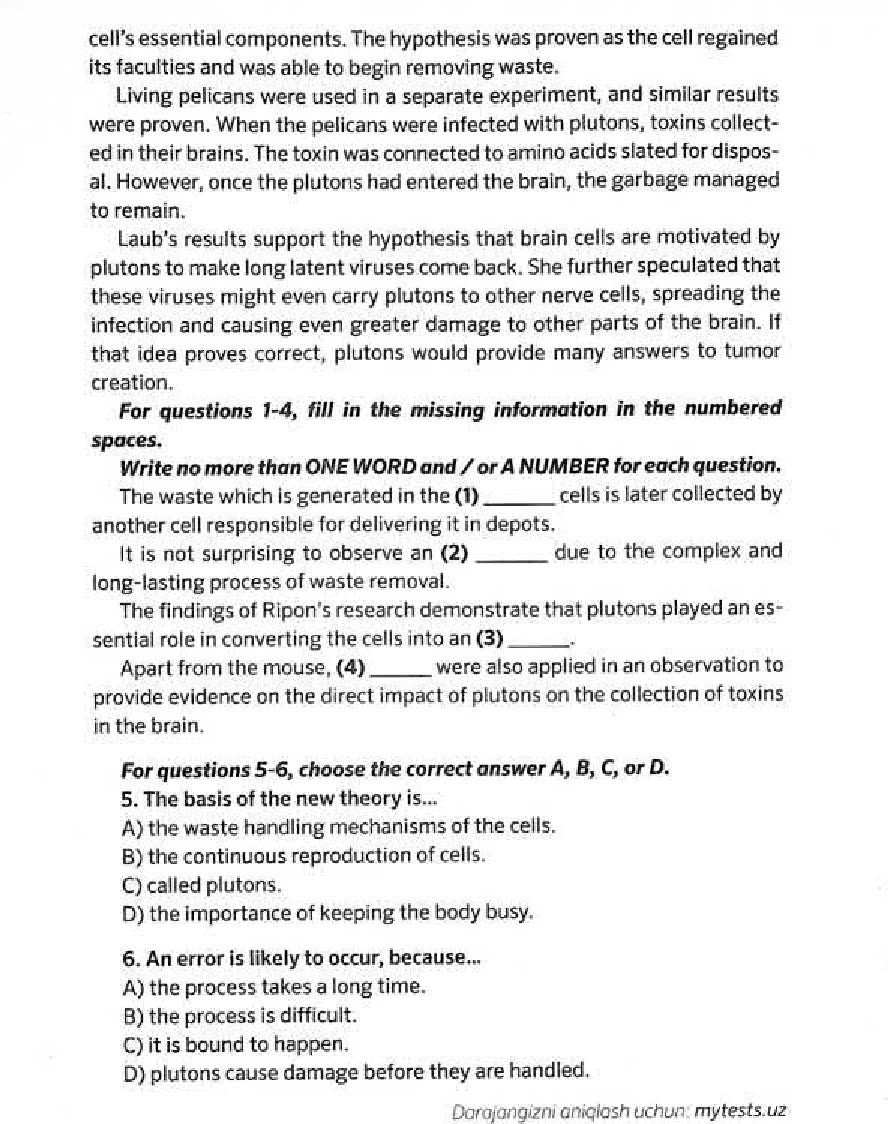 cell's essential components. The hypothesis was proven as the cell regained
its faculties and was able to begin removing waste.
Living pelicans were used in a separate experiment, and similar results
were proven. When the pelicans were infected with plutons, toxins collect-
ed in their brains. The toxin was connected to amino acids slated for dispos-
al. However, once the plutons had entered the brain, the garbage managed
to remain.
Laub's results support the hypothesis that brain cells are motivated by
plutons to make long latent viruses come back. She further speculated that
these viruses might even carry plutons to other nerve cells, spreading the
infection and causing even greater damage to other parts of the brain. If
that idea proves correct, plutons would provide many answers to tumor
creation.
For questions 1-4, fill in the missing information in the numbered
spaces.
Write no more than ONE WORD and / or A NUMBER for each question.
The waste which is generated in the (1) ______ cells is later collected by
another cell responsible for delivering it in depots.
It is not surprising to observe an (2) ______ due to the complex and
long-lasting process of waste removal.
The findings of Ripon's research demonstrate that plutons played an es-
sential role in converting the cells into an (3) _____.
Apart from the mouse, (4) _____ were also applied in an observation to
provide evidence on the direct impact of plutons on the collection of toxins
in the brain.
For questions 5-6, choose the correct answer A, B, C, or D.
5. The basis of the new theory is...
A) the waste handling mechanisms of the cells.
B) the continuous reproduction of cells.
C) called plutons.
D) the importance of keeping the body busy.
6. An error is likely to occur, because...
A) the process takes a long time.
B) the process is difficult.
C) it is bound to happen.
D) plutons cause damage before they are handled.
Darajangizni aniqlash uchun: mytests.uz